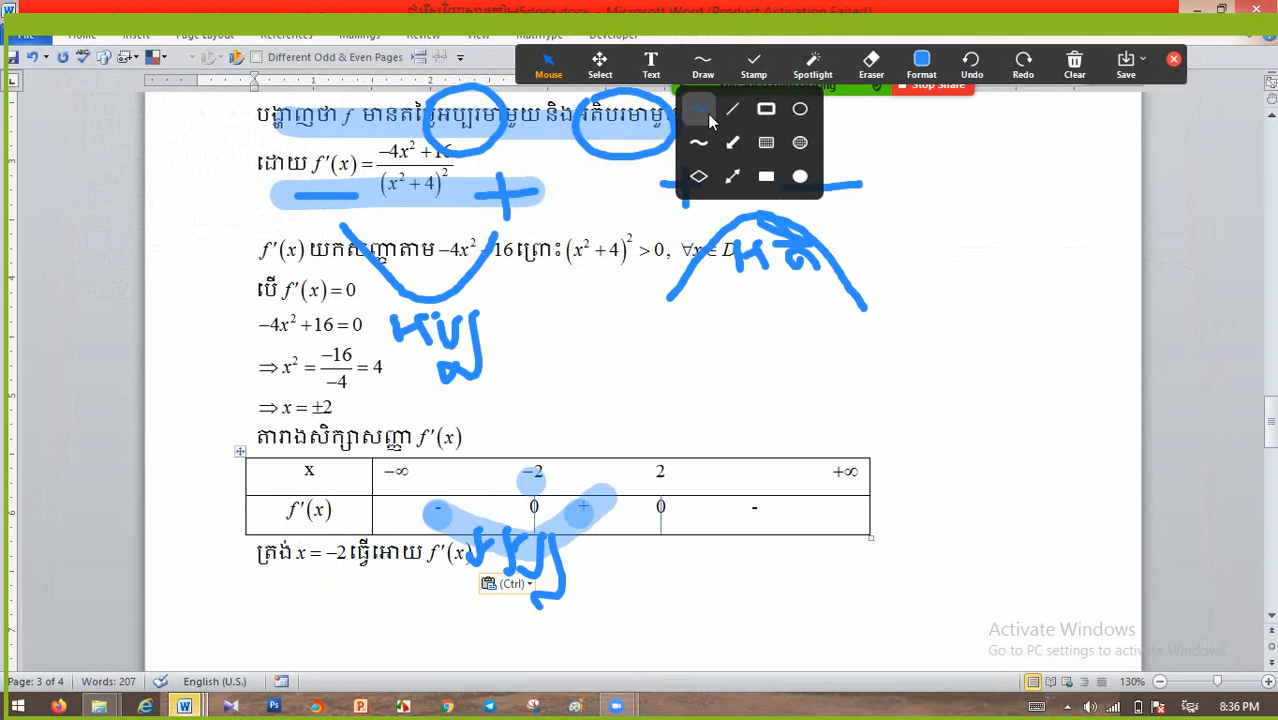 Different Odd & Even Pages
Mouse Select Text Draw Stamp Spotlight Eraser Format Undo Redo Clear Save
Stop Share
បង្ហាញថា f មានតម្លៃអប្បរមាមួយ និង អតិបរមាមួ
ដោយ f'(x) = (-4x² + 16)/(x² + 4)²
− + + −
f'(x) យកសញ្ញាតាម -4x² + 16 ព្រោះ (x² + 4)² > 0, ∀x ∈ D
បើ f'(x) = 0
-4x² + 16 = 0
⇒ x² = -16/-4 = 4
⇒ x = ±2
តារាងសិក្សាសញ្ញា f'(x)
x −∞ −2 2 +∞
f'(x) - 0 + 0 -
ត្រង់ x = −2 ធ្វើអោយ f'(x)
(Ctrl)
Activate Windows
Go to PC settings to activate Windows.
Page: 3 of 4 Words: 207 English (U.S.) 130%
8:36 PM